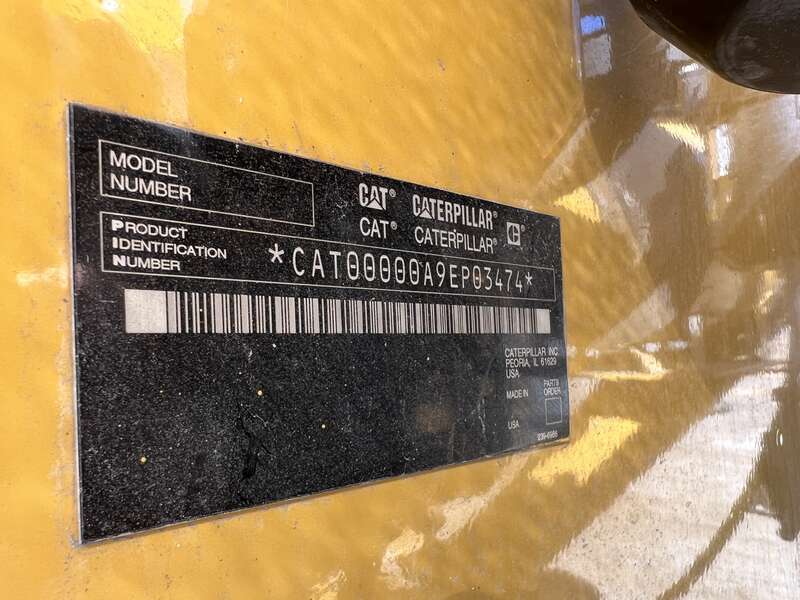 MODEL
NUMBER
CAT® CATERPILLAR®
CAT® CATERPILLAR®
PRODUCT
IDENTIFICATION
NUMBER
*CAT00000A9EP03474*
CATERPILLAR INC
PEORIA, IL 61629
USA
MADE IN
PARTS
ORDER
USA